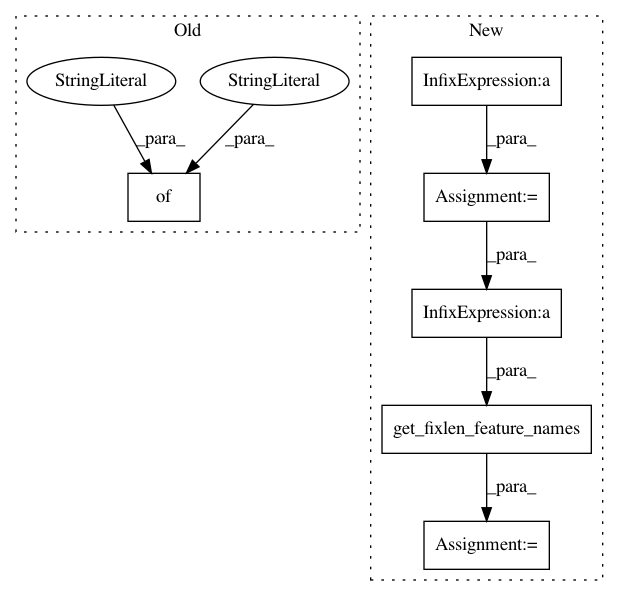 Old
StringLiteral
StringLiteral
_para_
_para_
of
New
InfixExpression:a
_para_
Assignment:=
_para_
InfixExpression:a
_para_
get_fixlen_feature_names
_para_
Assignment:=